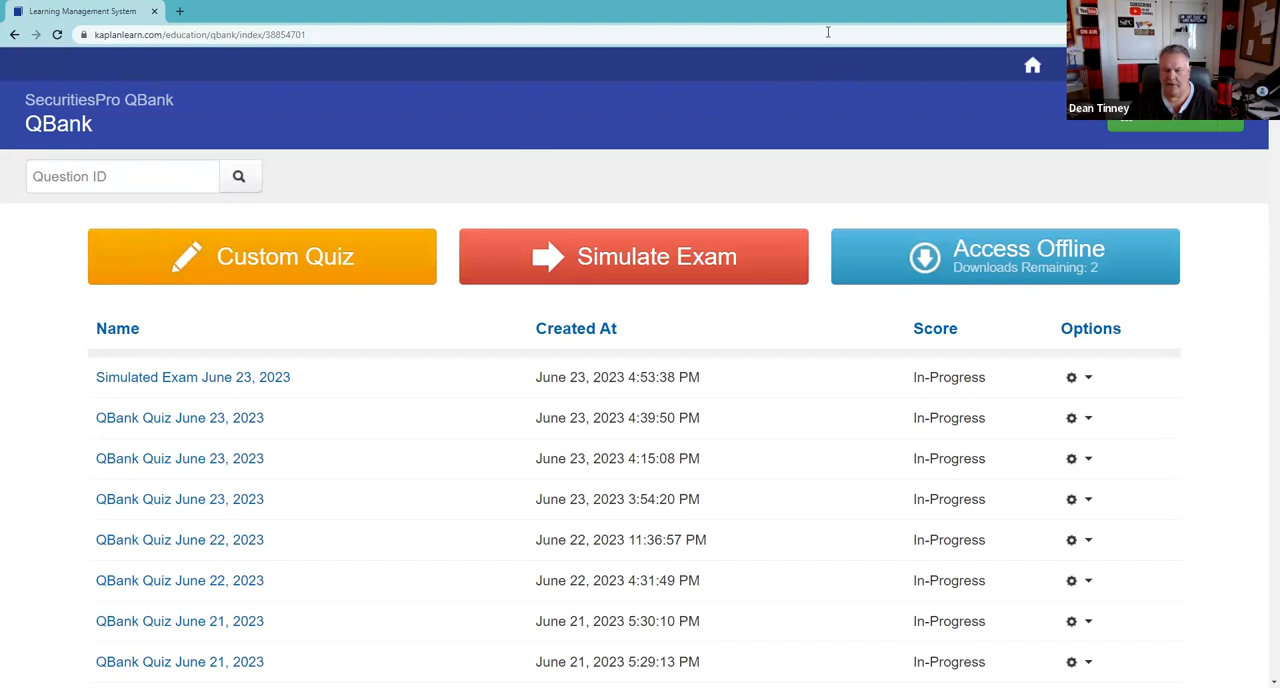 Learning Management System
kaplanlearn.com/education/qbank/index/38854701
SUBSCRIBE
YouTube
SIPC
ON AIR
Dean Tinney
SecuritiesPro QBank
QBank
Question ID
Custom Quiz
Simulate Exam
Access Offline
Downloads Remaining: 2
Name Created At Score Options
Simulated Exam June 23, 2023 June 23, 2023 4:53:38 PM In-Progress
QBank Quiz June 23, 2023 June 23, 2023 4:39:50 PM In-Progress
QBank Quiz June 23, 2023 June 23, 2023 4:15:08 PM In-Progress
QBank Quiz June 23, 2023 June 23, 2023 3:54:20 PM In-Progress
QBank Quiz June 22, 2023 June 22, 2023 11:36:57 PM In-Progress
QBank Quiz June 22, 2023 June 22, 2023 4:31:49 PM In-Progress
QBank Quiz June 21, 2023 June 21, 2023 5:30:10 PM In-Progress
QBank Quiz June 21, 2023 June 21, 2023 5:29:13 PM In-Progress